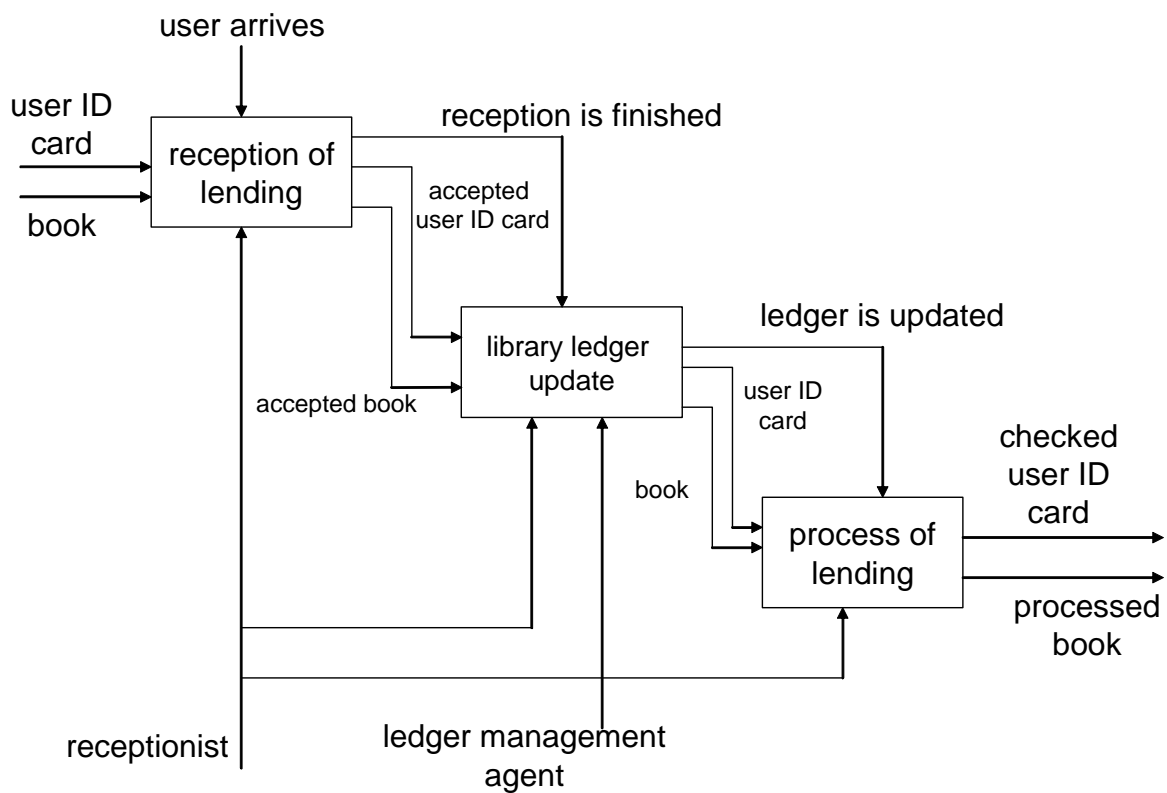 user arrives
user ID
card
reception is finished
reception of
lending
book
accepted
user ID card
library ledger
update
ledger is updated
accepted book
user ID
card
book
checked
user ID
card
process of
lending
processed
book
receptionist
ledger management
agent